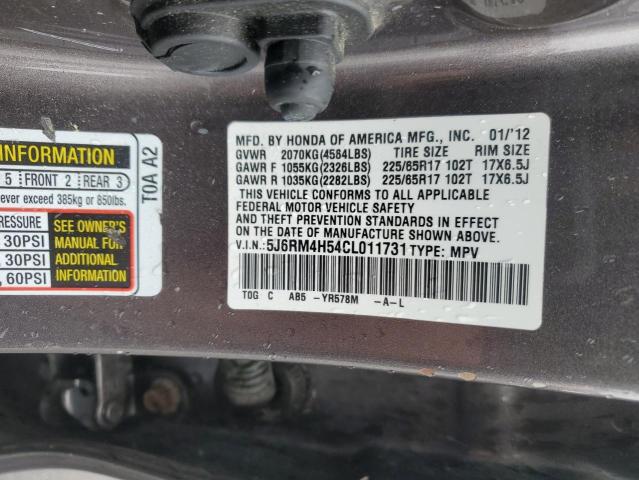 INFORMATION
5 FRONT 2 REAR 3
ever exceed 385kg or 850lbs.
PRESSURE
SEE OWNER'S
30PSI
MANUAL FOR
30PSI
ADDITIONAL
60PSI
INFORMATION
TOA A2
MFD. BY HONDA OF AMERICA MFG., INC. 01/'12
GVWR 2070KG(4564LBS) TIRE SIZE RIM SIZE
GAWR F 1055KG(2326LBS) 225/65R17 102T 17X6.5J
GAWR R 1035KG(2282LBS) 225/65R17 102T 17X6.5J
THIS VEHICLE CONFORMS TO ALL APPLICABLE
FEDERAL MOTOR VEHICLE SAFETY
AND THEFT PREVENTION STANDARDS IN EFFECT
ON THE DATE OF MANUFACTURE SHOWN ABOVE.
V.I.N.: 5J6RM4H54CL011731 TYPE: MPV
TOG C AB5 -YR578M -A-L